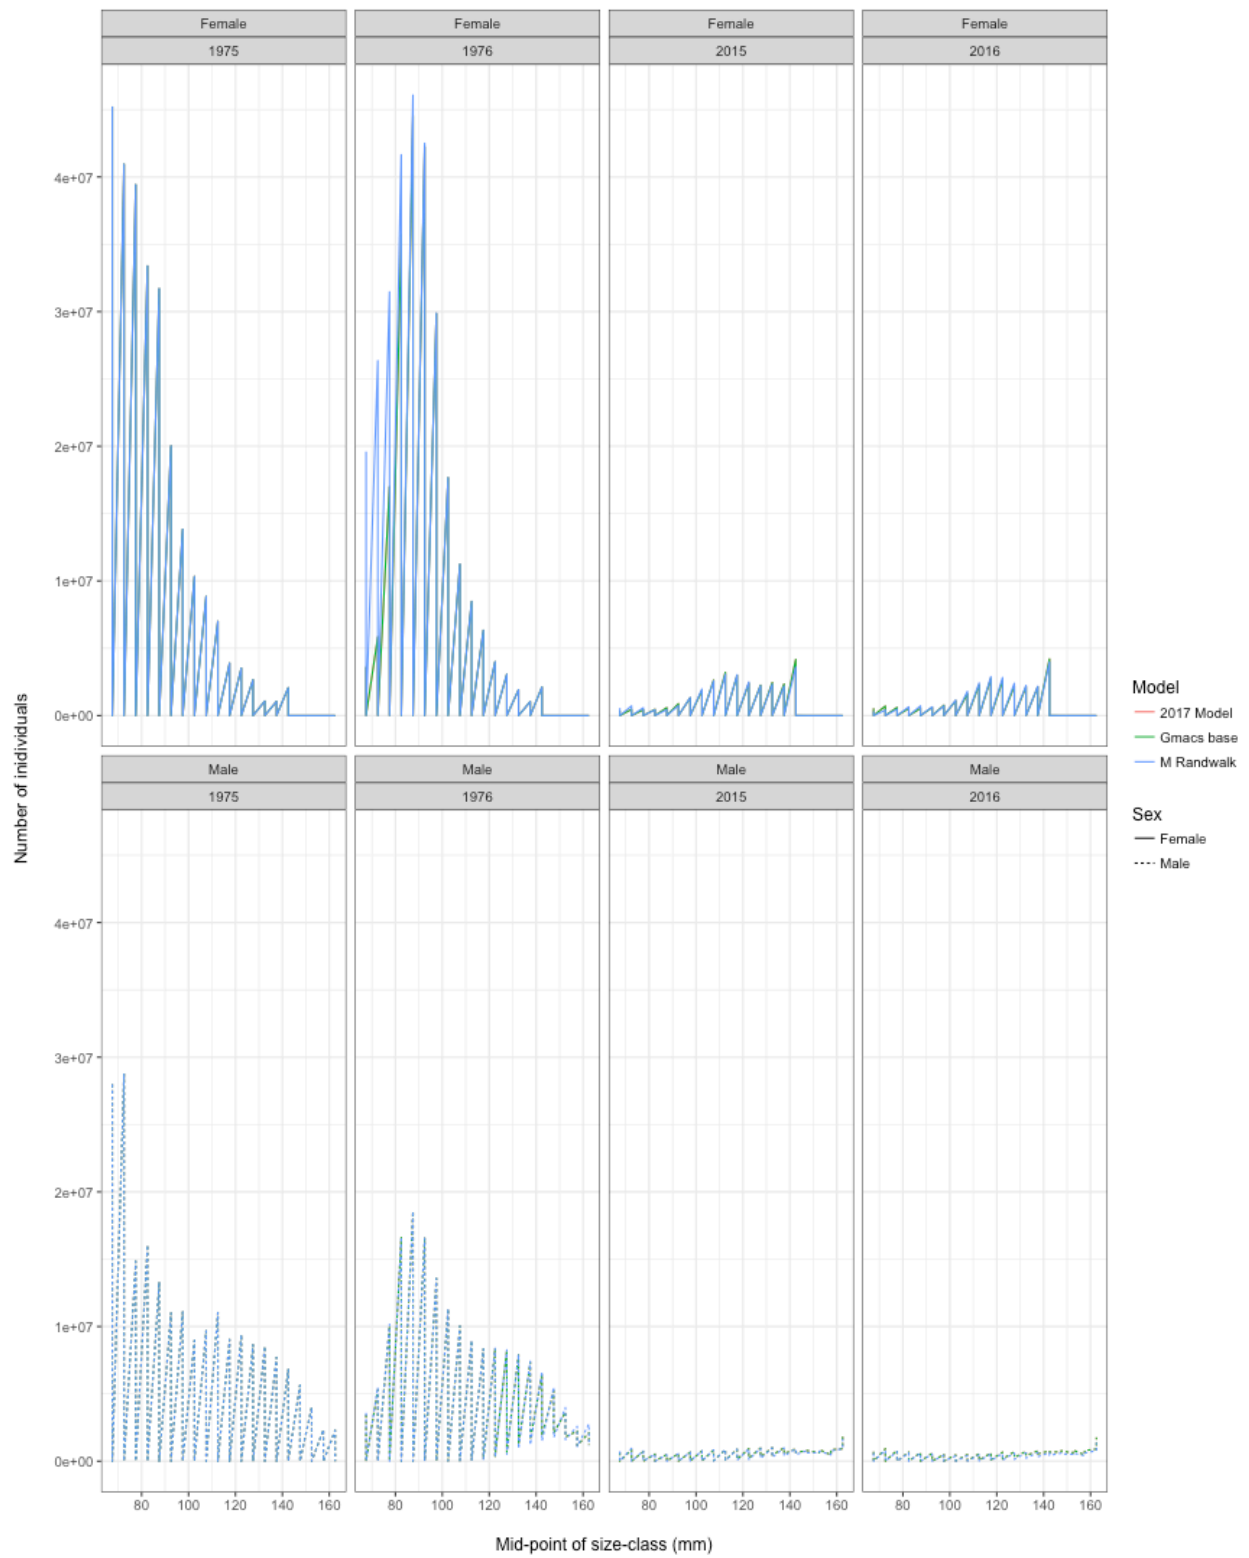 Female Female Female Female
1975 1976 2015 2016
4e+07
3e+07
2e+07
1e+07
0e+00
Number of inidividuals
Model
2017 Model
Gmacs base
M Randwalk
Sex
Female
Male
Male Male Male Male
1975 1976 2015 2016
4e+07
3e+07
2e+07
1e+07
0e+00
80 100 120 140 160 80 100 120 140 160 80 100 120 140 160 80 100 120 140 160
Mid-point of size-class (mm)